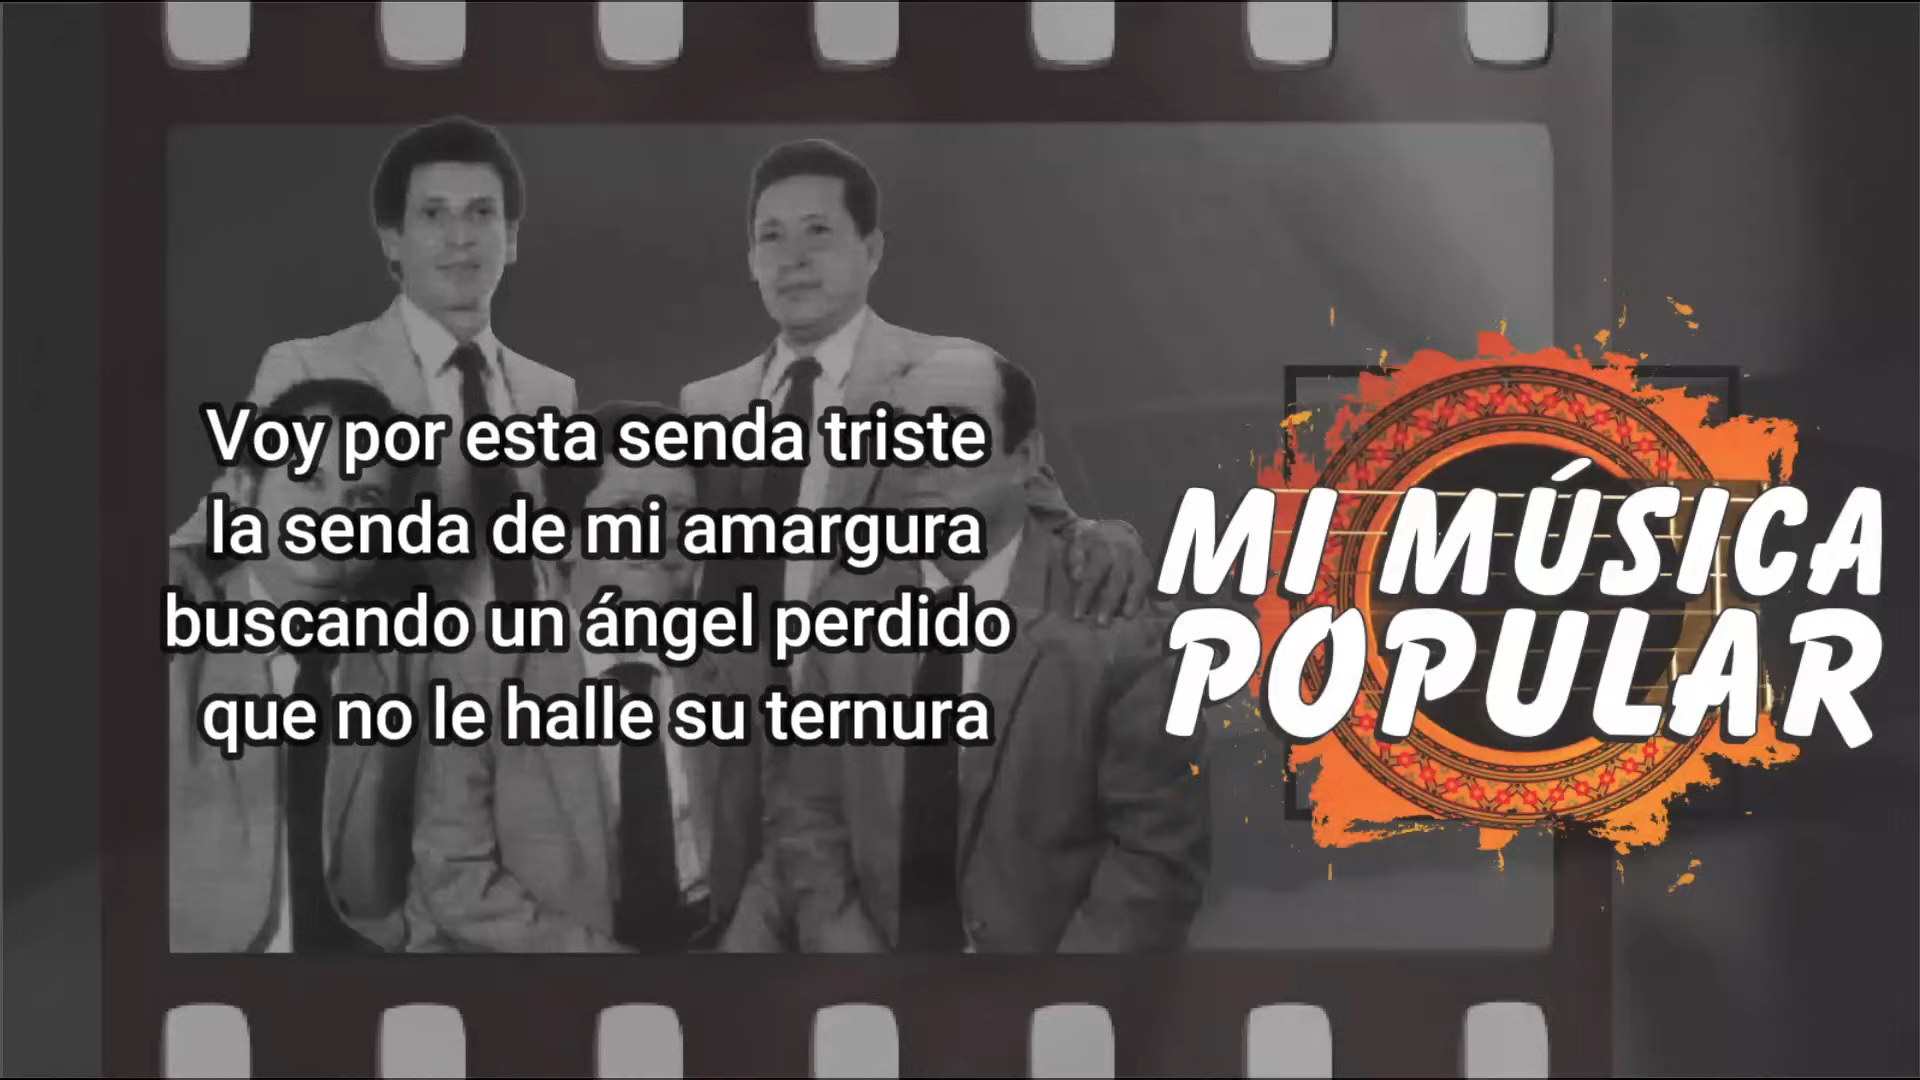 Voy por esta senda triste
la senda de mi amargura
buscando un ángel perdido
que no le halle su ternura
MI MÚSICA
POPULAR